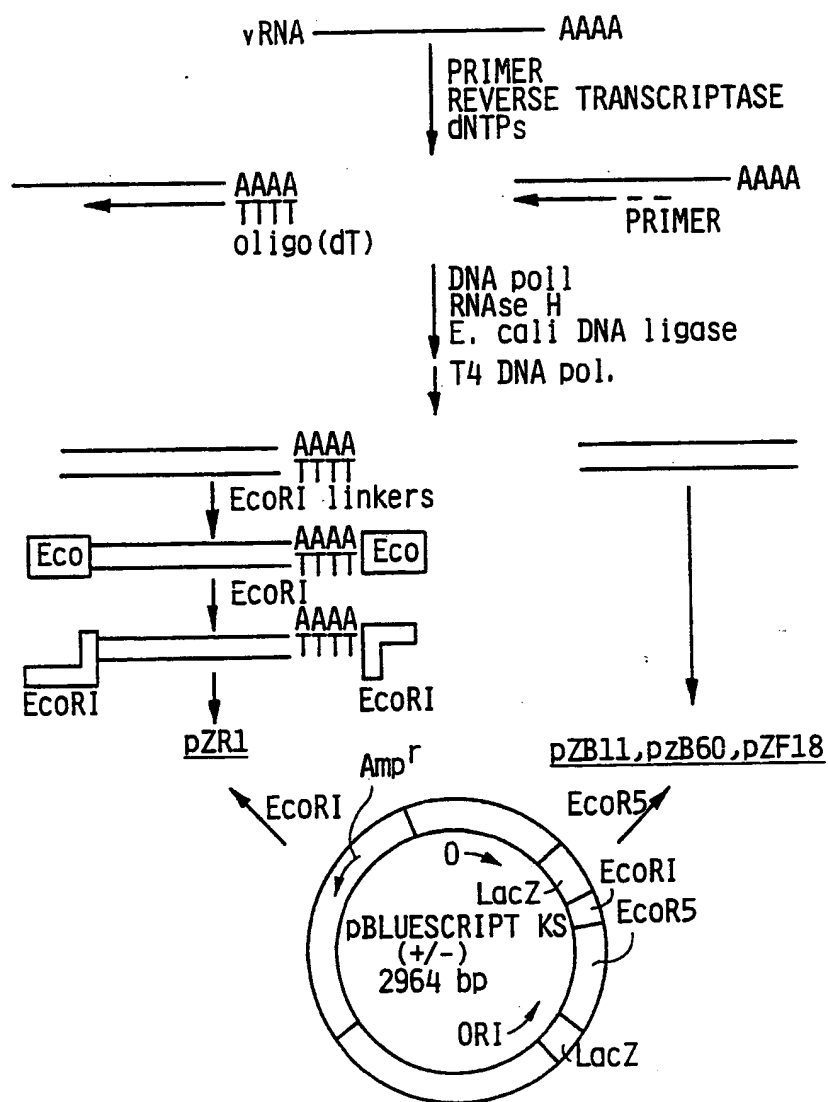 vRNA AAAA
PRIMER
REVERSE TRANSCRIPTASE
dNTPs
AAAA
TTTT
oligo(dT)
AAAA
PRIMER
DNA polI
RNAse H
E. cali DNA ligase
T4 DNA pol.
AAAA
TTTT
EcoRI linkers
Eco
AAAA
TTTT
Eco
EcoRI
AAAA
TTTT
EcoRI
EcoRI
pZR1
pZB11,pzB60,pZF18
Ampr
EcoRI
EcoR5
O
LacZ
EcoRI
EcoR5
pBLUESCRIPT KS
(+/-)
2964 bp
ORI
LacZ